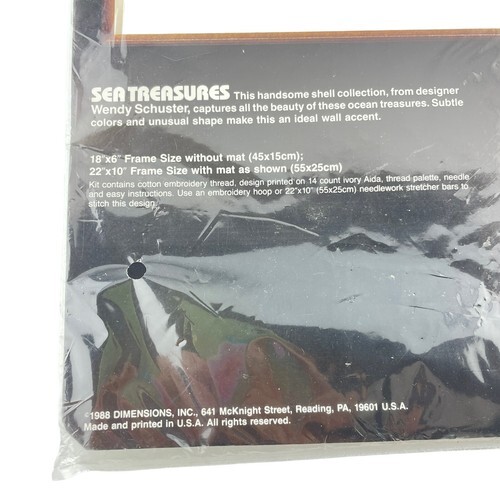 SEA TREASURES This handsome shell collection, from designer
Wendy Schuster, captures all the beauty of these ocean treasures. Subtle
colors and unusual shape make this an ideal wall accent.
18"x6" Frame Size without mat (45x15cm);
22"x10" Frame Size with mat as shown (55x25cm)
Kit contains cotton embroidery thread, design printed on 14 count ivory Aida, thread palette, needle
and easy instructions. Use an embroidery hoop or 22"x10" (55x25cm) needlework stretcher bars to
stitch this design.
©1988 DIMENSIONS, INC., 641 McKnight Street, Reading, PA, 19601 U.S.A.
Made and printed in U.S.A. All rights reserved.